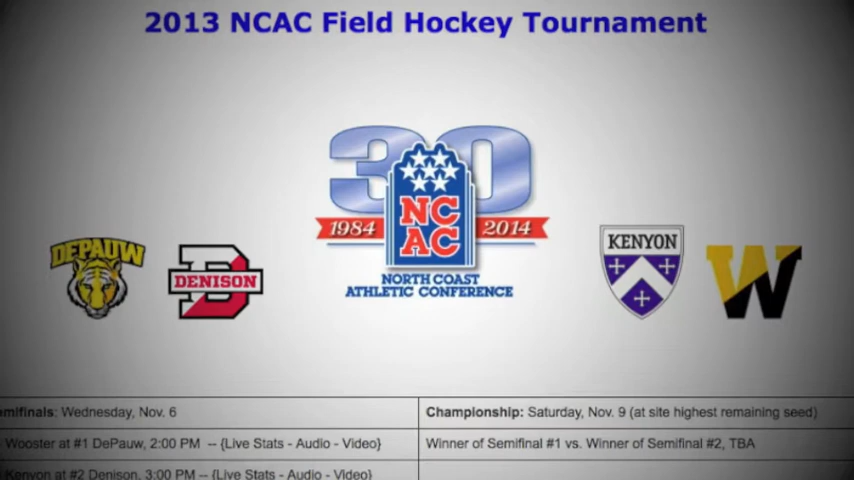 2013 NCAC Field Hockey Tournament
30
1984 NC AC 2014
NORTH COAST
ATHLETIC CONFERENCE
DEPAUW
DENISON
KENYON
W
mifinals: Wednesday, Nov. 6
Championship: Saturday, Nov. 9 (at site highest remaining seed)
Wooster at #1 DePauw, 2:00 PM -- {Live Stats - Audio - Video}
Winner of Semifinal #1 vs. Winner of Semifinal #2, TBA
Kenyon at #2 Denison, 3:00 PM -- {Live Stats - Audio - Video}